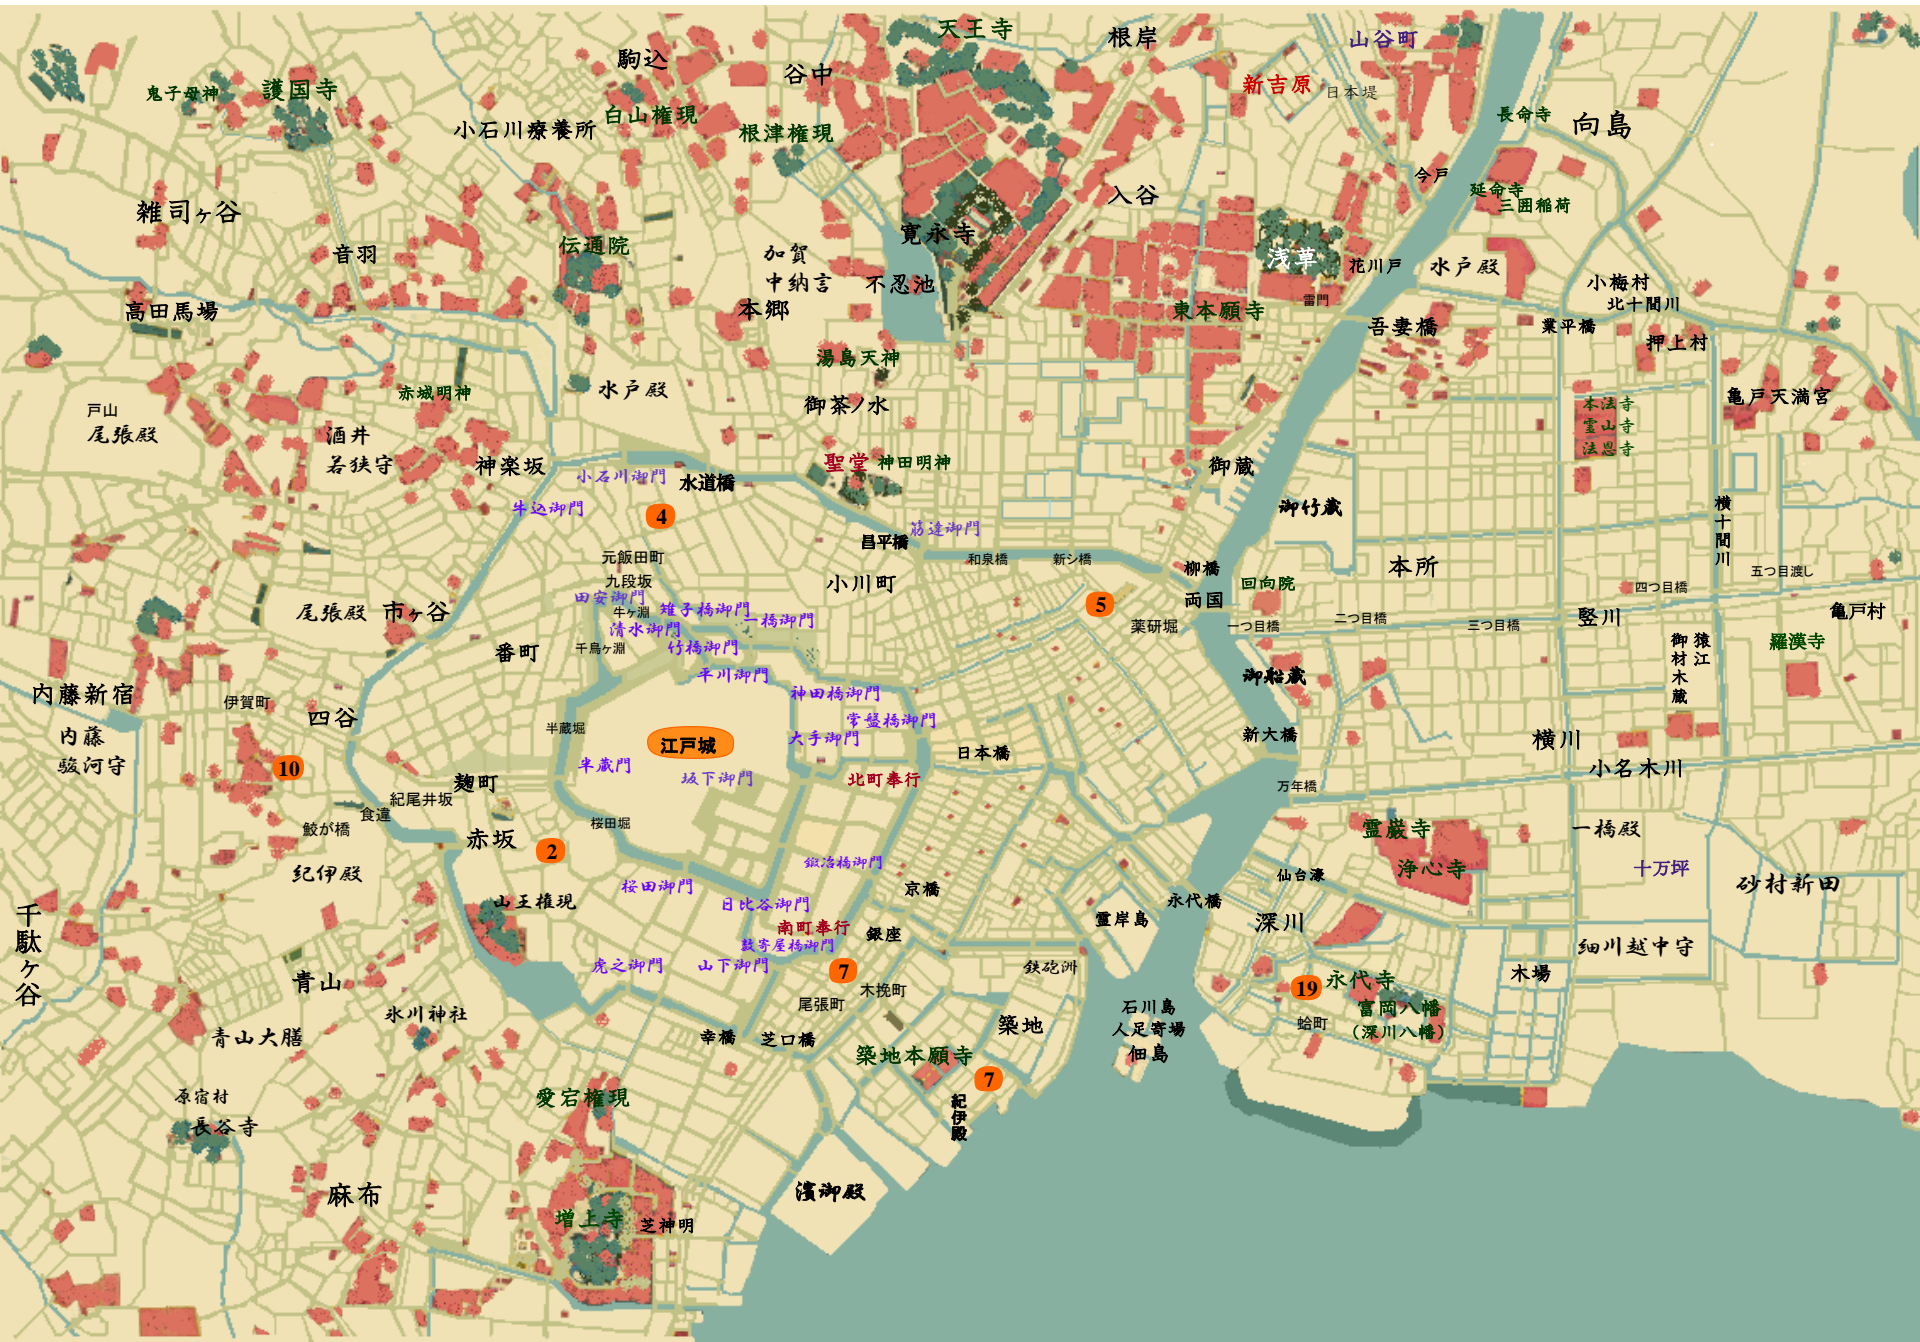 天王寺
根岸
山谷町
駒込
谷中
新吉原
日本堤
鬼子母神
護国寺
白山権現
小石川療養所
根津権現
長命寺
向島
今戸
延命寺
三囲稲荷
入谷
雑司ヶ谷
音羽
伝通院
加賀
中納言
寛永寺
浅草
花川戸
水戸殿
不忍池
小梅村
北十間川
高田馬場
本郷
東本願寺
雷門
吾妻橋
業平橋
押上村
湯島天神
赤城明神
水戸殿
御茶ノ水
本法寺
霊山寺
法恩寺
亀戸天満宮
戸山
尾張殿
酒井
若狭守
神楽坂
小石川御門
水道橋
聖堂
神田明神
御蔵
御竹蔵
横十間川
牛込御門
4
昌平橋
筋違御門
和泉橋
新シ橋
柳橋
本所
元飯田町
九段坂
小川町
回向院
四つ目橋
五つ目渡し
田安御門
牛ヶ淵
雉子橋御門
一橋御門
5
両国
尾張殿
市ヶ谷
清水御門
薬研堀
一つ目橋
二つ目橋
三つ目橋
竪川
亀戸村
番町
千鳥ヶ淵
竹橋御門
猿江
御材木蔵
羅漢寺
平川御門
御船蔵
内藤新宿
伊賀町
神田橋御門
四谷
半蔵堀
常盤橋御門
内藤
駿河守
江戸城
大手御門
日本橋
新大橋
横川
10
半蔵門
坂下御門
北町奉行
小名木川
麹町
紀尾井坂
食違
万年橋
鮫が橋
桜田堀
赤坂
2
霊巌寺
一橋殿
紀伊殿
鍛冶橋御門
浄心寺
十万坪
砂村新田
桜田御門
京橋
仙台濠
山王権現
日比谷御門
永代橋
千駄ヶ谷
南町奉行
銀座
霊岸島
深川
数寄屋橋御門
細川越中守
虎之御門
山下御門
7
鉄砲洲
木場
青山
尾張町
木挽町
19
永代寺
氷川神社
石川島
人足寄場
佃島
富岡八幡
(深川八幡)
蛤町
青山大膳
幸橋
芝口橋
築地
築地本願寺
7
原宿村
長谷寺
愛宕権現
紀伊殿
麻布
濱御殿
増上寺
芝神明